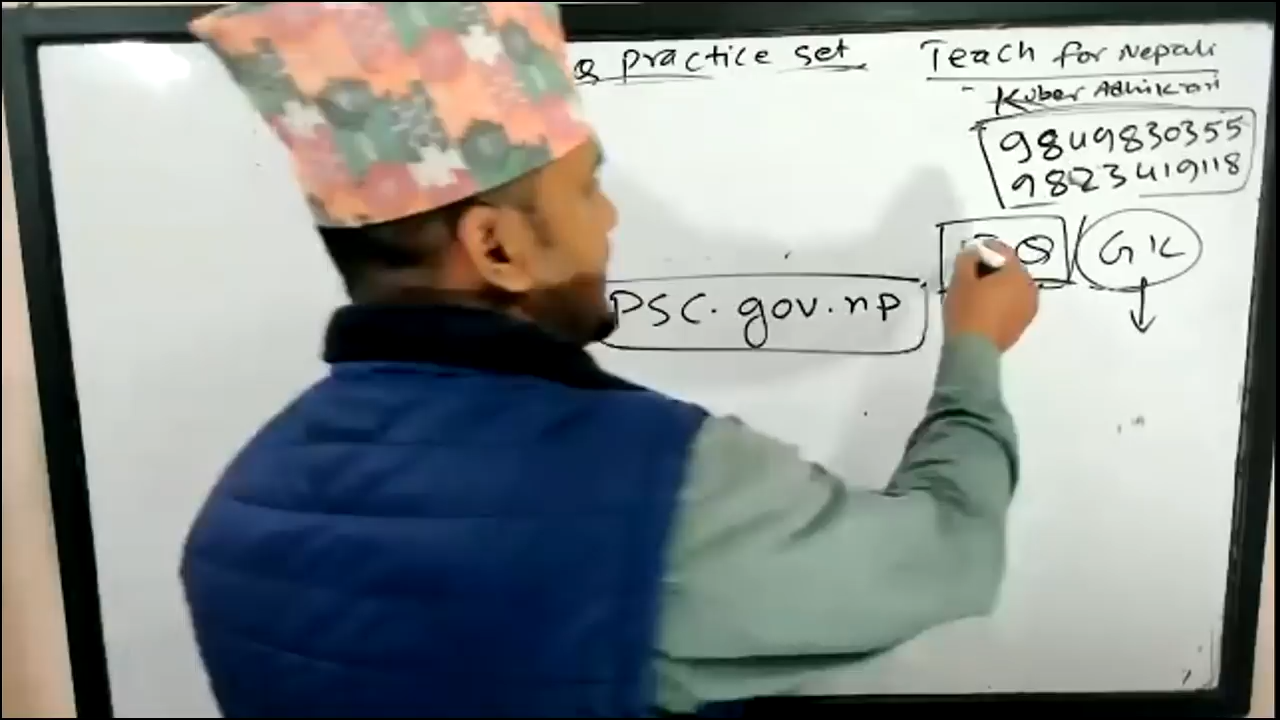 practice set
Teach for Nepali
- Kuber Adhikari
9849830355
9823419118
Q GK
PSC.gov.np